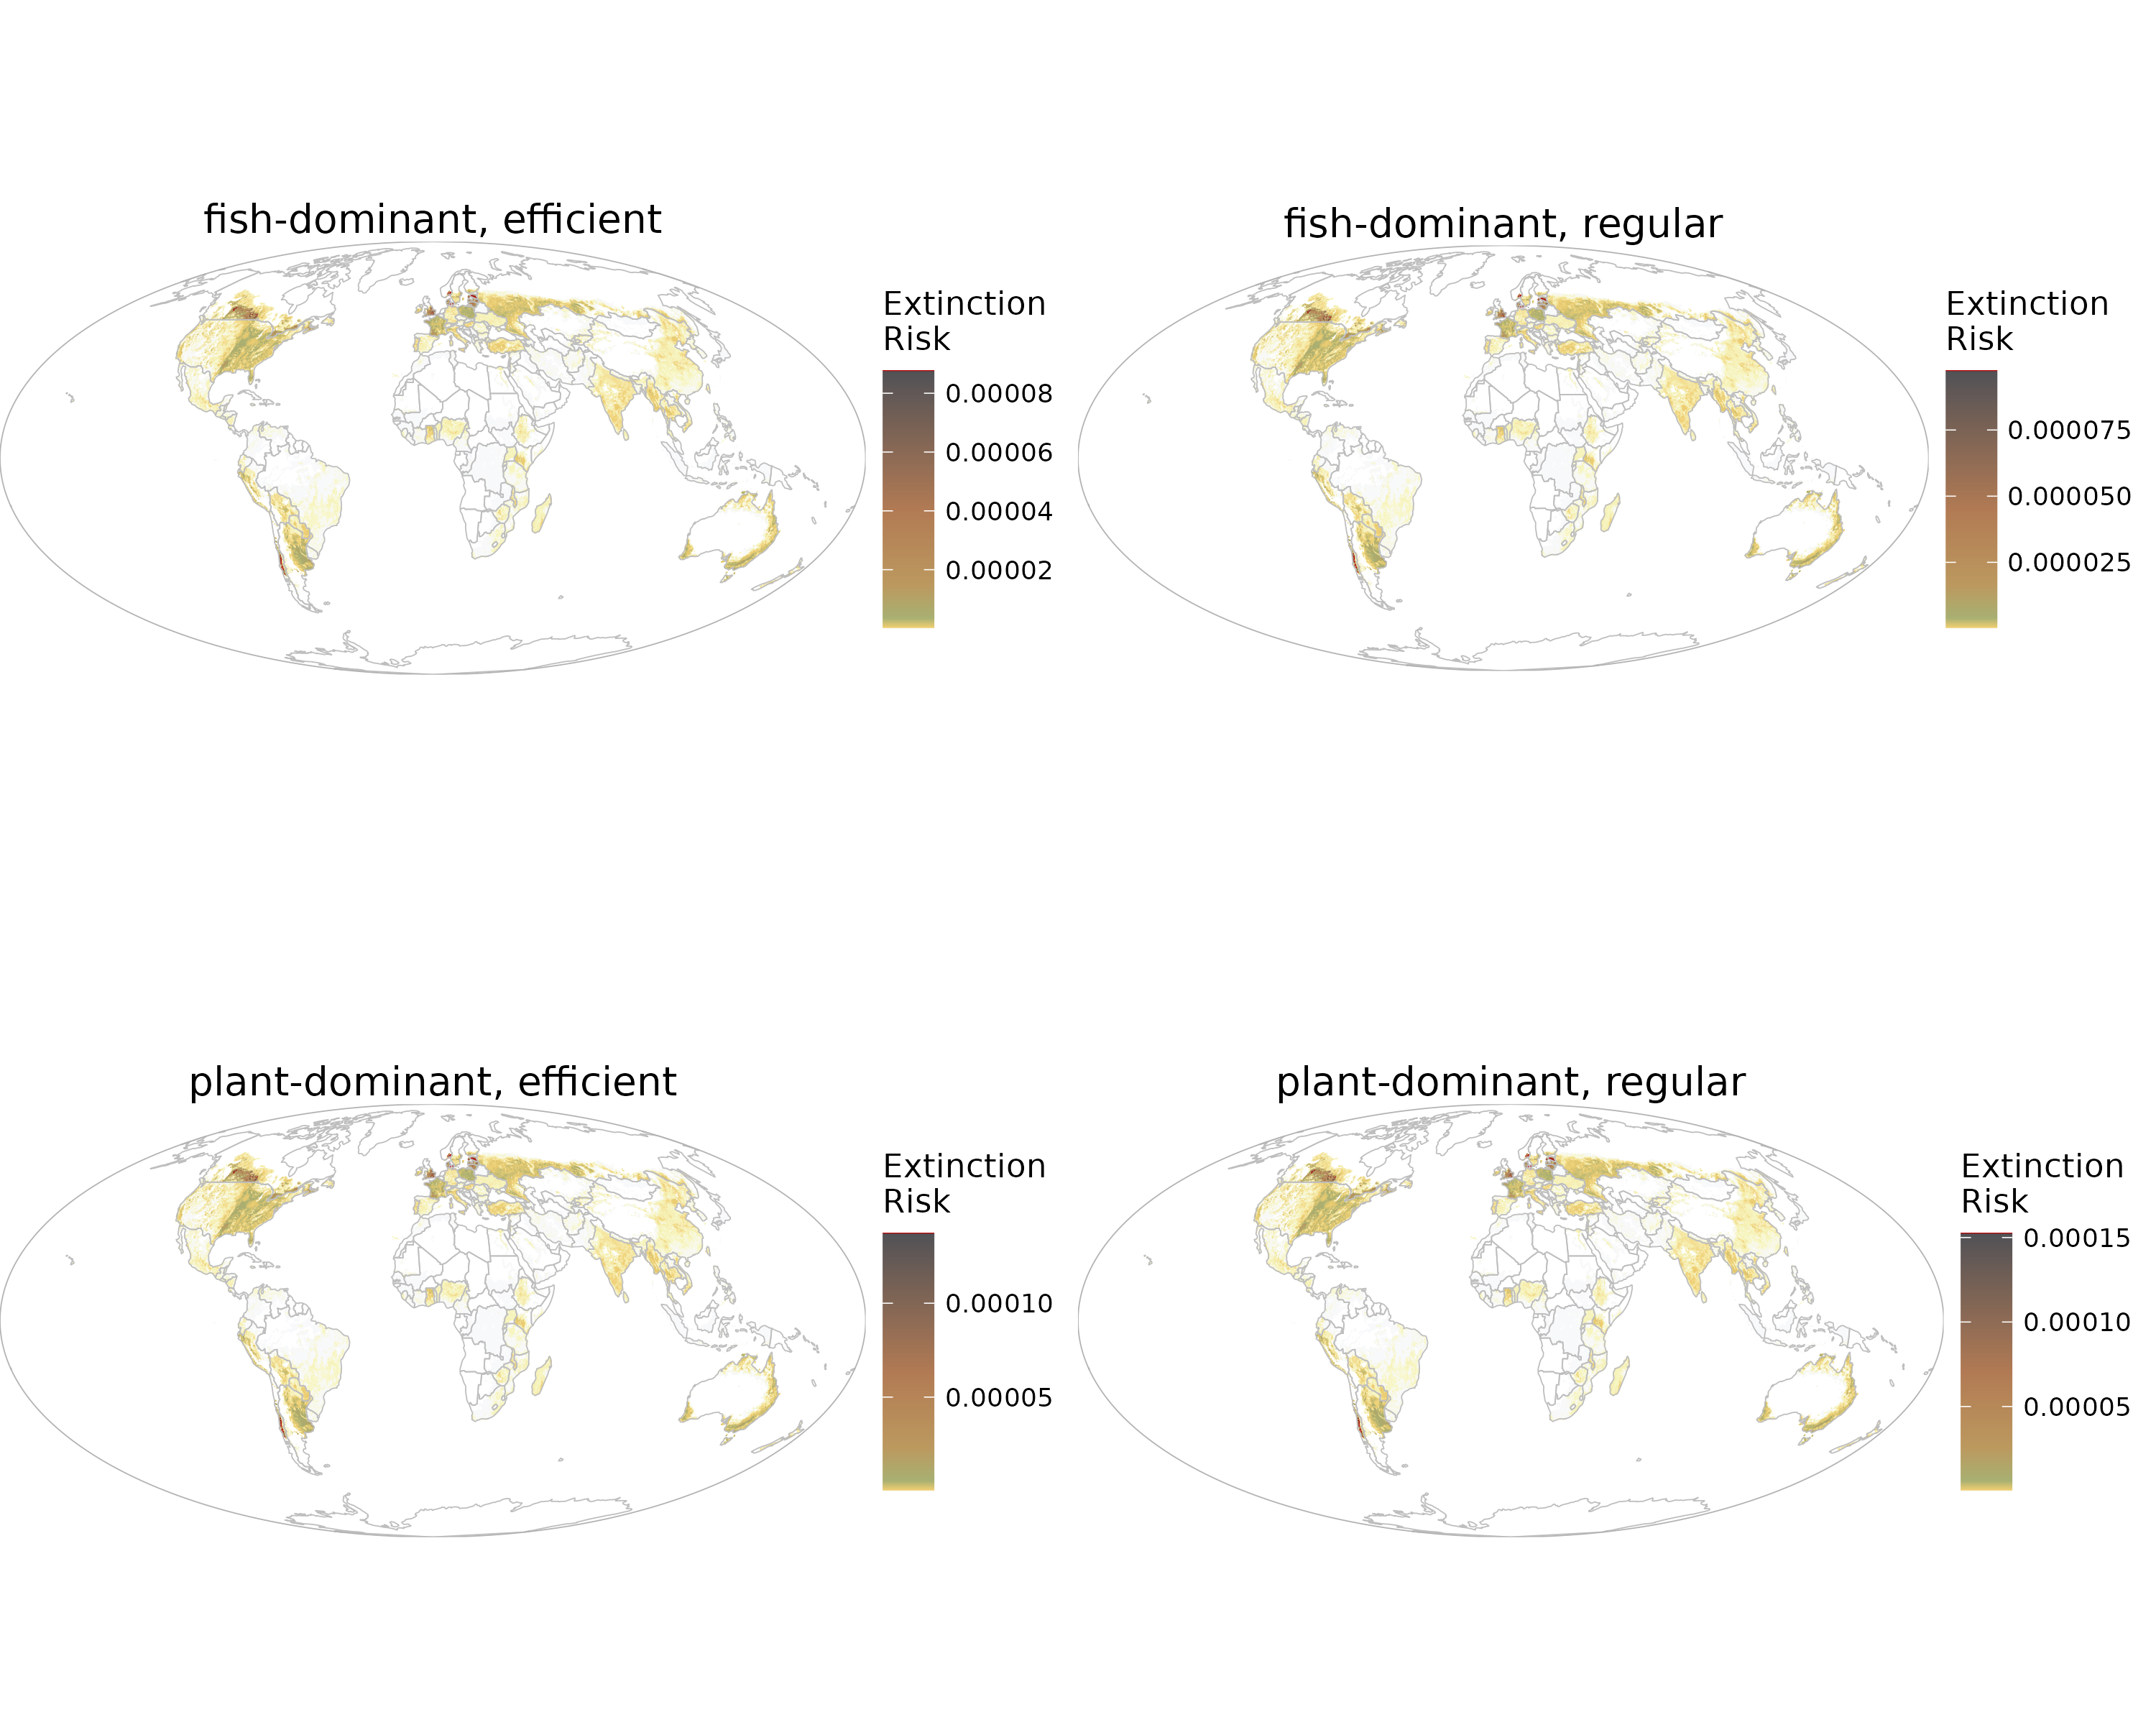 fish-dominant, efficient
Extinction
Risk
0.00008
0.00006
0.00004
0.00002
fish-dominant, regular
Extinction
Risk
0.000075
0.000050
0.000025
plant-dominant, efficient
Extinction
Risk
0.00010
0.00005
plant-dominant, regular
Extinction
Risk
0.00015
0.00010
0.00005